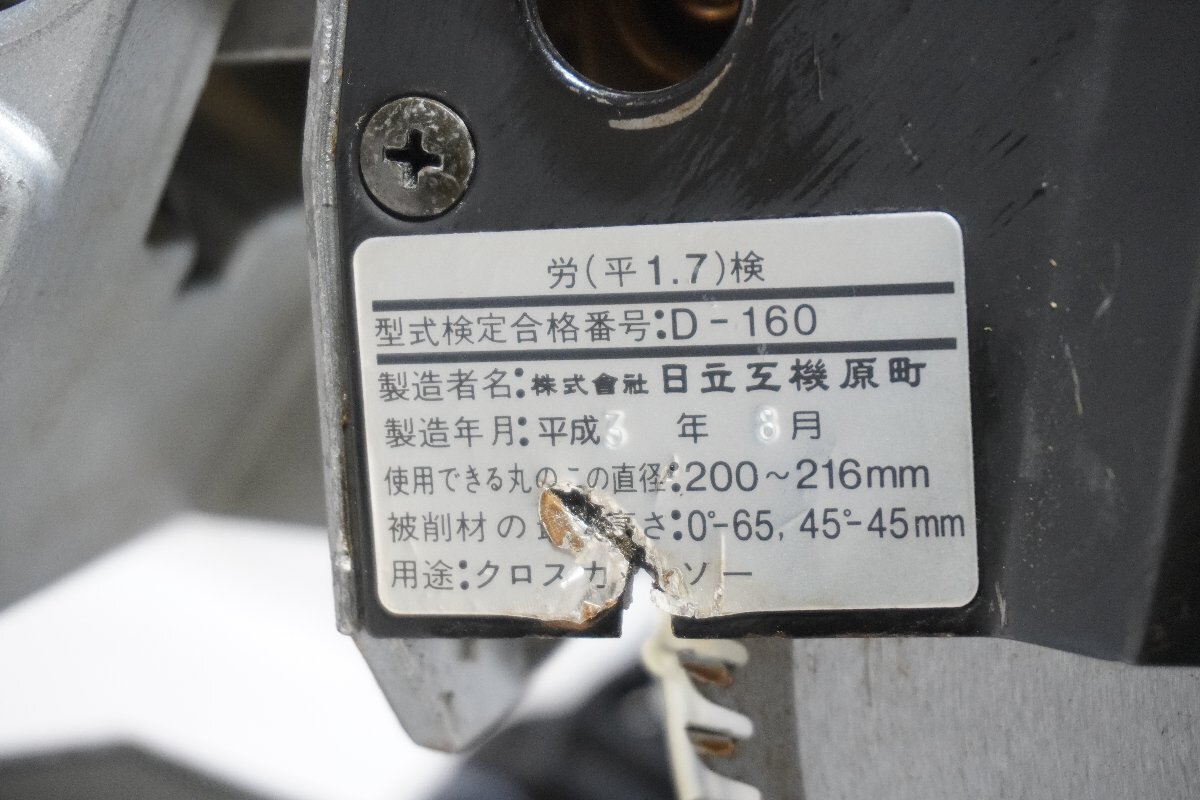 労(平1.7)検
型式検定合格番号:D-160
製造者名:株式會社 日立工機原町
製造年月:平成3年 8月
使用できる丸のこの直径:200~216mm
被削材の 高さ:0°-65, 45°-45mm
用途:クロスカ ソー